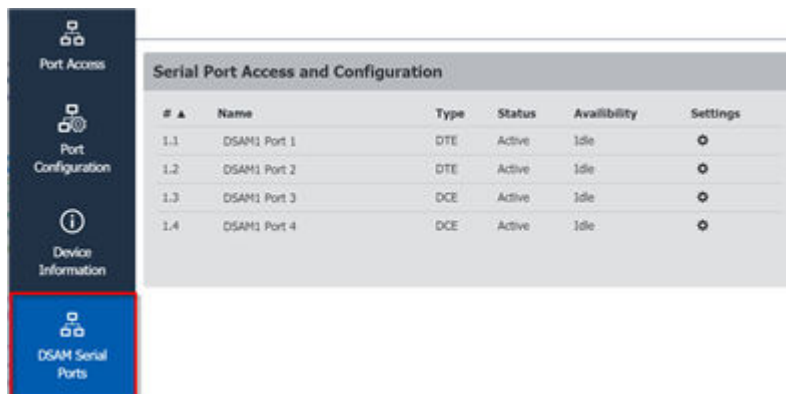 Port Access
Port
Configuration
Device
Information
DSAM Serial
Ports
Serial Port Access and Configuration
# ▲ Name Type Status Availibility Settings
1.1 DSAM1 Port 1 DTE Active Idle
1.2 DSAM1 Port 2 DTE Active Idle
1.3 DSAM1 Port 3 DCE Active Idle
1.4 DSAM1 Port 4 DCE Active Idle